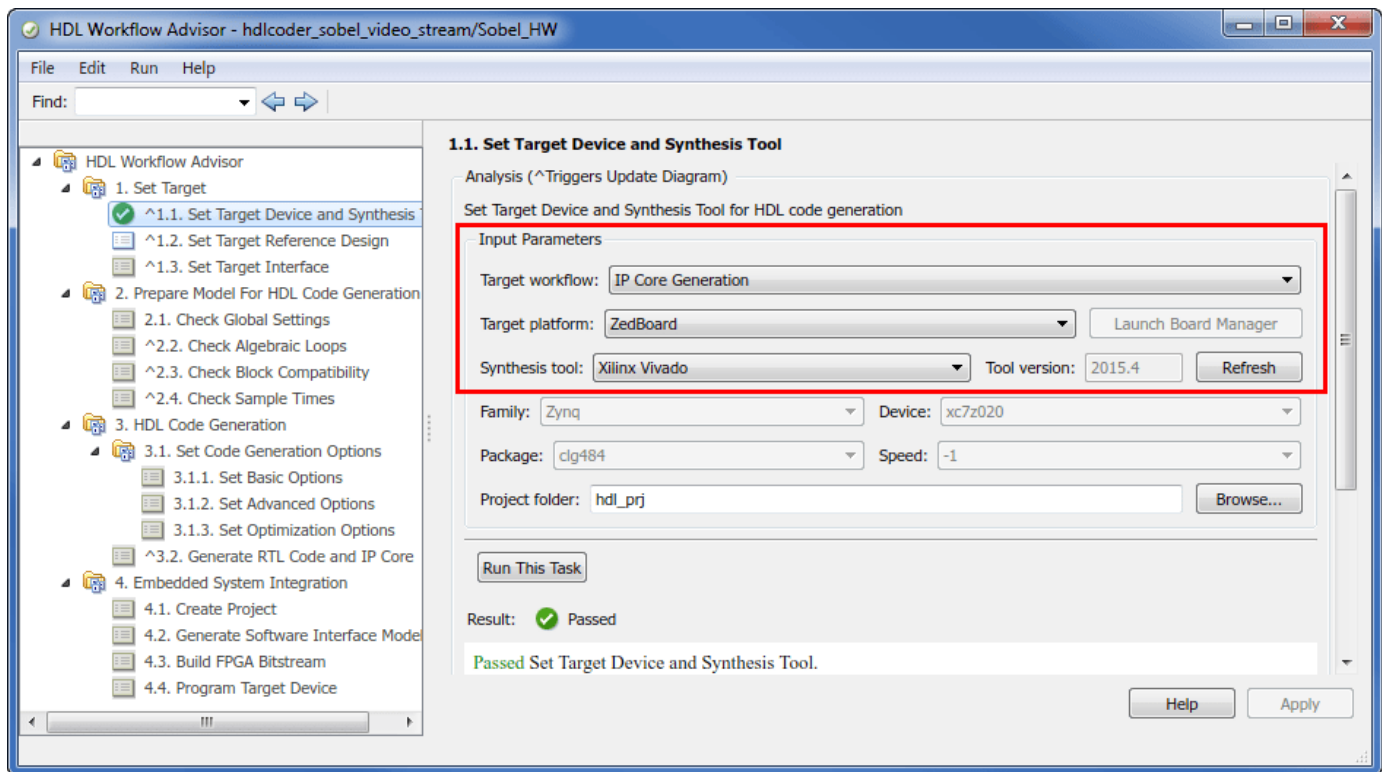 HDL Workflow Advisor - hdlcoder_sobel_video_stream/Sobel_HW
File Edit Run Help
Find:
HDL Workflow Advisor
1. Set Target
^1.1. Set Target Device and Synthesis
^1.2. Set Target Reference Design
^1.3. Set Target Interface
2. Prepare Model For HDL Code Generation
2.1. Check Global Settings
^2.2. Check Algebraic Loops
^2.3. Check Block Compatibility
^2.4. Check Sample Times
3. HDL Code Generation
3.1. Set Code Generation Options
3.1.1. Set Basic Options
3.1.2. Set Advanced Options
3.1.3. Set Optimization Options
^3.2. Generate RTL Code and IP Core
4. Embedded System Integration
4.1. Create Project
4.2. Generate Software Interface Model
4.3. Build FPGA Bitstream
4.4. Program Target Device
1.1. Set Target Device and Synthesis Tool
Analysis (^Triggers Update Diagram)
Set Target Device and Synthesis Tool for HDL code generation
Input Parameters
Target workflow: IP Core Generation
Target platform: ZedBoard Launch Board Manager
Synthesis tool: Xilinx Vivado Tool version: 2015.4 Refresh
Family: Zynq Device: xc7z020
Package: clg484 Speed: -1
Project folder: hdl_prj Browse...
Run This Task
Result: Passed
Passed Set Target Device and Synthesis Tool.
Help Apply